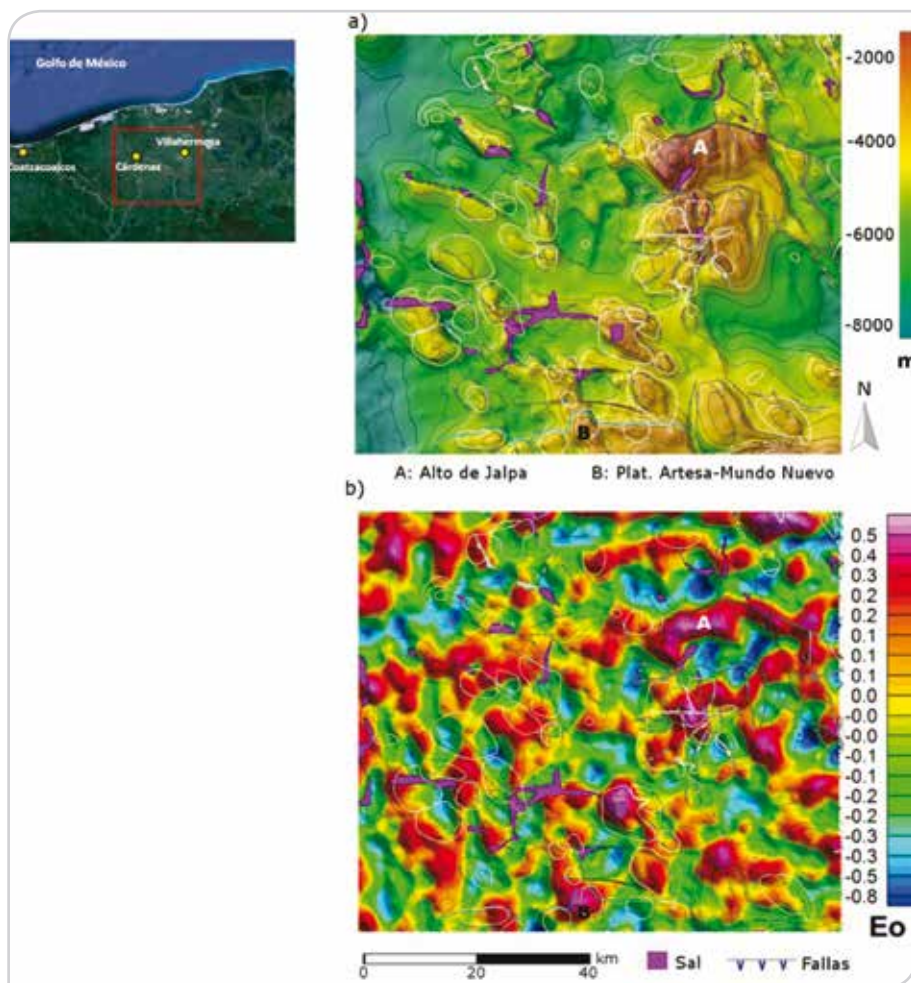 a)
Golfo de México
Coatzacoalcos
Cárdenas
Villahermosa
A
B
-2000
-4000
-6000
-8000
m
N
A: Alto de Jalpa
B: Plat. Artesa-Mundo Nuevo
b)
A
B
0.5
0.4
0.3
0.2
0.2
0.1
0.1
0.1
0.0
-0.0
-0.0
-0.1
-0.1
-0.2
-0.2
-0.3
-0.3
-0.5
-0.8
Eo
km
0
20
40
Sal
Fallas